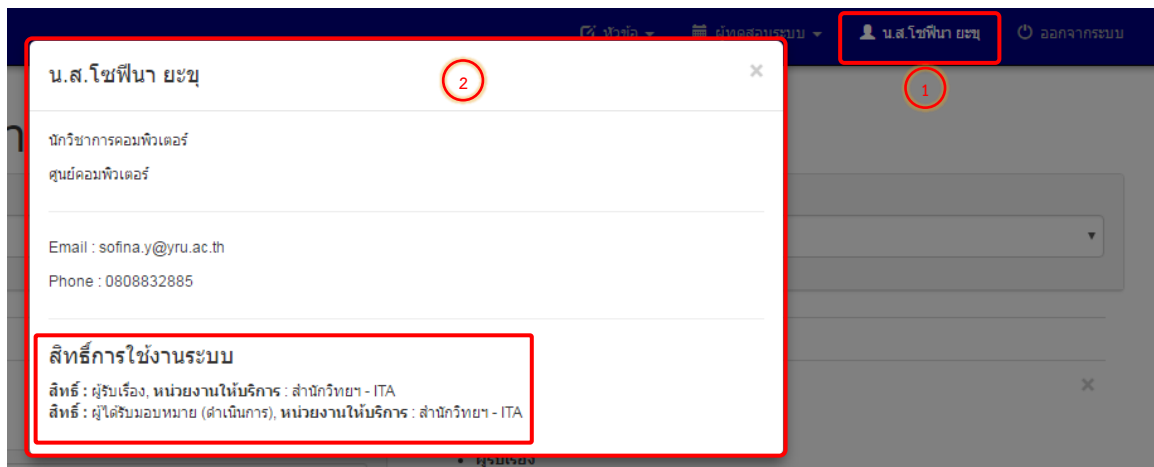 หัวข้อ ผู้ทดสอบระบบ น.ส.โซฟีนา ยะขุ ออกจากระบบ
1
น.ส.โซฟีนา ยะขุ ×
2
นักวิชาการคอมพิวเตอร์
ศูนย์คอมพิวเตอร์
Email : sofina.y@yru.ac.th
Phone : 0808832885
สิทธิ์การใช้งานระบบ
สิทธิ์ : ผู้รับเรื่อง, หน่วยงานให้บริการ : สำนักวิทยฯ - ITA
สิทธิ์ : ผู้ได้รับมอบหมาย (ดำเนินการ), หน่วยงานให้บริการ : สำนักวิทยฯ - ITA
×